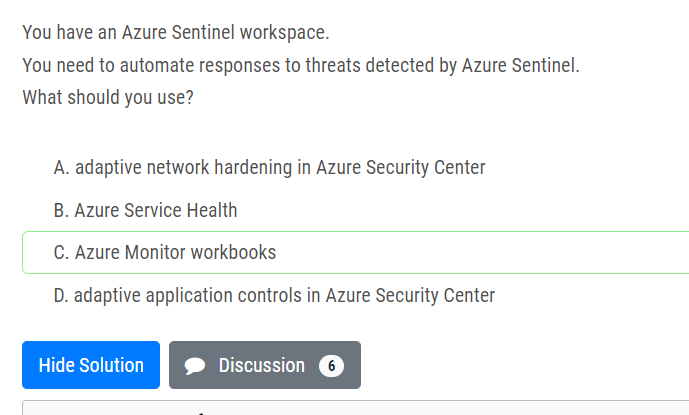 You have an Azure Sentinel workspace.
You need to automate responses to threats detected by Azure Sentinel.
What should you use?
A. adaptive network hardening in Azure Security Center
B. Azure Service Health
C. Azure Monitor workbooks
D. adaptive application controls in Azure Security Center
Hide Solution
Discussion 6